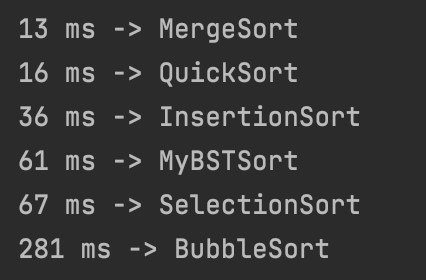 13 ms -> MergeSort
16 ms -> QuickSort
36 ms -> InsertionSort
61 ms -> MyBSTSort
67 ms -> SelectionSort
281 ms -> BubbleSort